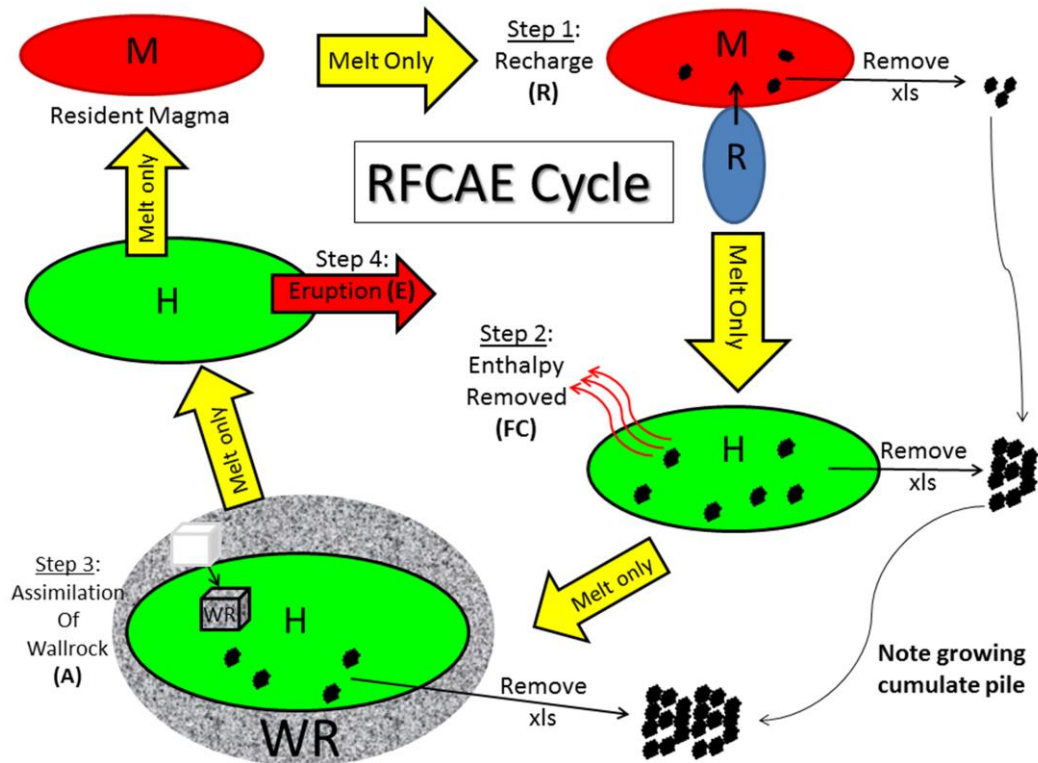 M
Resident Magma
Melt Only
Step 1:
Recharge
(R)
M
R
Remove
xls
RFCAE Cycle
Melt only
Melt Only
H
Step 4:
Eruption (E)
Step 2:
Enthalpy
Removed
(FC)
H
Remove
xls
Melt only
Melt only
Step 3:
Assimilation
Of
Wallrock
(A)
WR
H
WR
Remove
xls
Note growing
cumulate pile